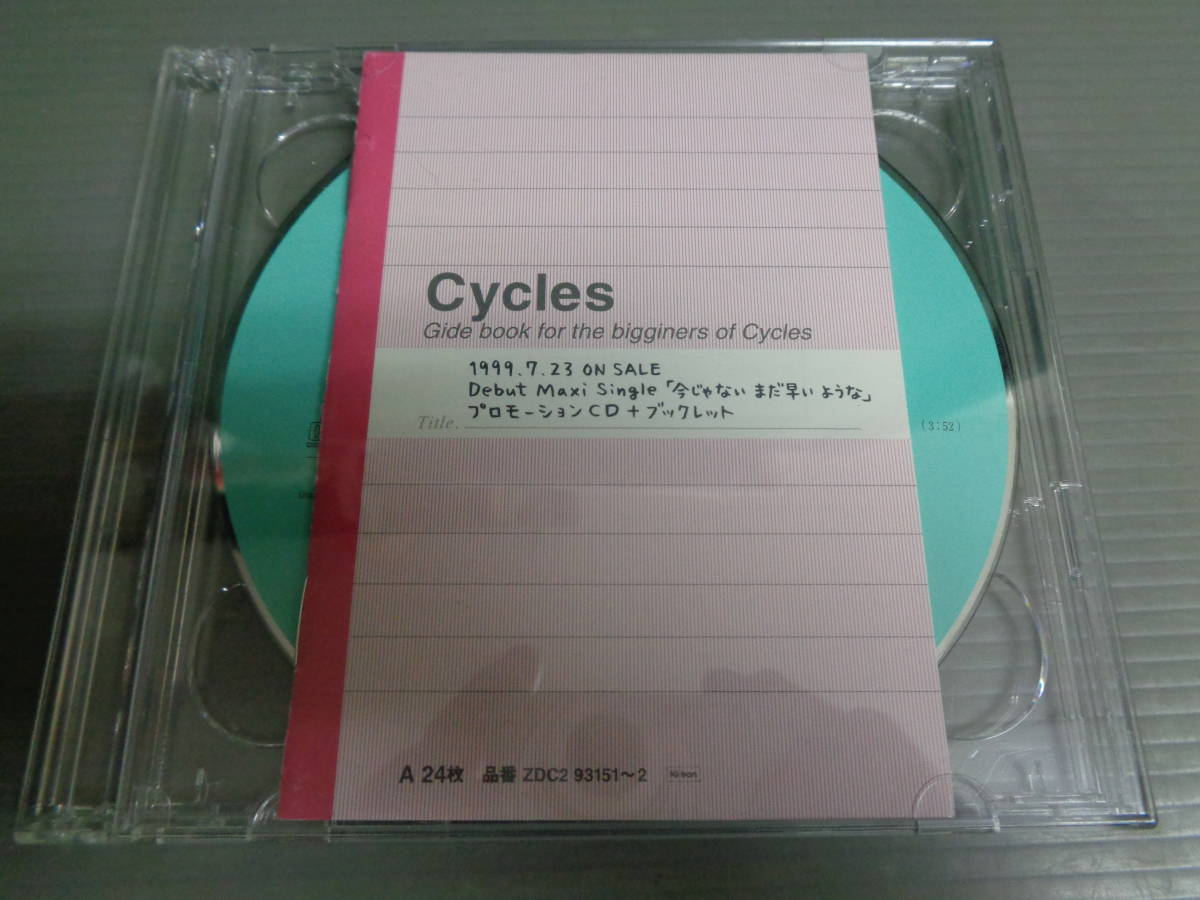 Cycles
Gide book for the bigginers of Cycles
1999.7.23 ON SALE
Debut Maxi Single「今じゃない まだ早い ような」
プロモーションCD+ブックレット
Title.
(3:52)
A 24枚 品番 ZDC2 93151~2